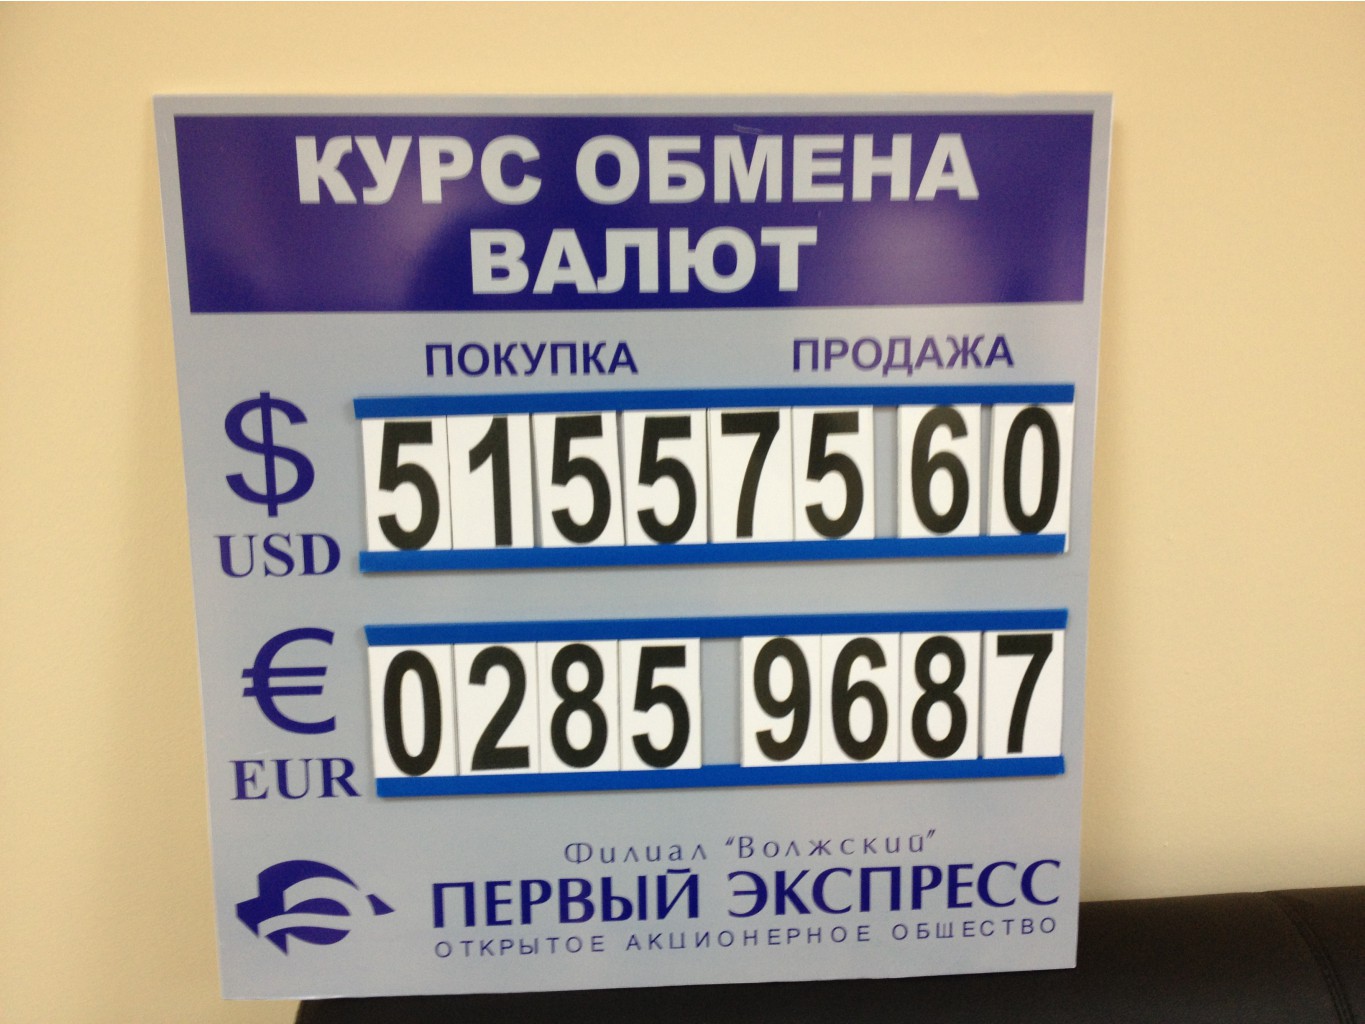 КУРС ОБМЕНА
ВАЛЮТ
ПОКУПКА ПРОДАЖА
$ 51557560
USD
€ 0285 9687
EUR
Филиал "Волжский"
ПЕРВЫЙ ЭКСПРЕСС
ОТКРЫТОЕ АКЦИОНЕРНОЕ ОБЩЕСТВО